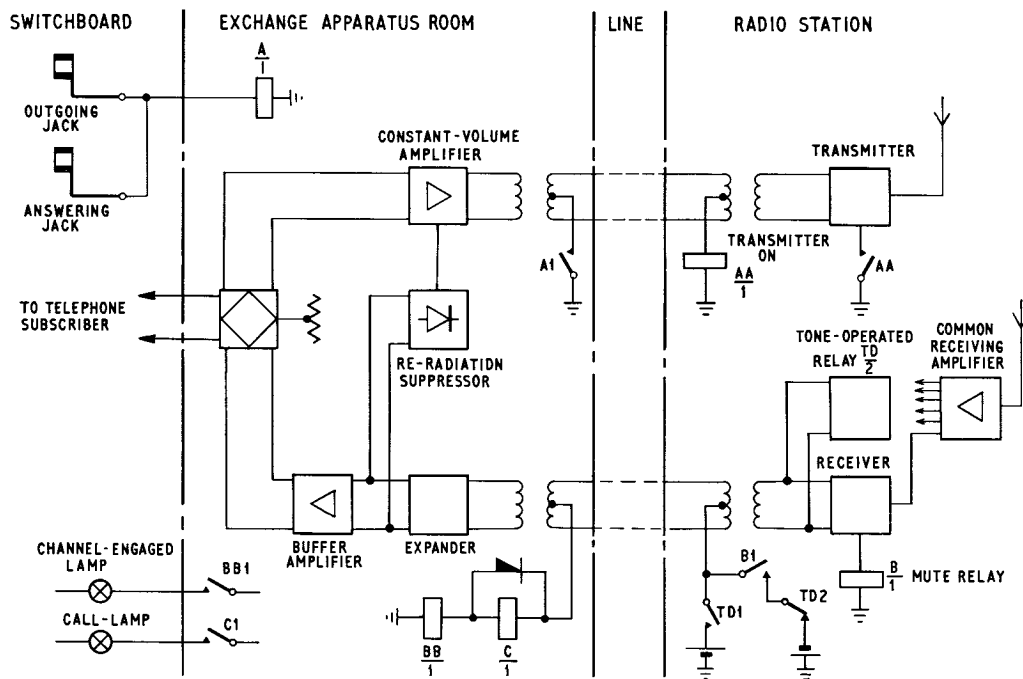 SWITCHBOARD
EXCHANGE APPARATUS ROOM
LINE
RADIO STATION
A
1
OUTGOING
JACK
ANSWERING
JACK
CONSTANT-VOLUME
AMPLIFIER
TRANSMITTER
A1
TRANSMITTER
ON
AA
1
AA
TO TELEPHONE
SUBSCRIBER
RE-RADIATION
SUPPRESSOR
TONE-OPERATED
RELAY TD
2
COMMON
RECEIVING
AMPLIFIER
RECEIVER
BUFFER
AMPLIFIER
EXPANDER
CHANNEL-ENGAGED
LAMP
BB1
CALL-LAMP
C1
BB
1
C
1
B1
TD1
TD2
B
1
MUTE RELAY